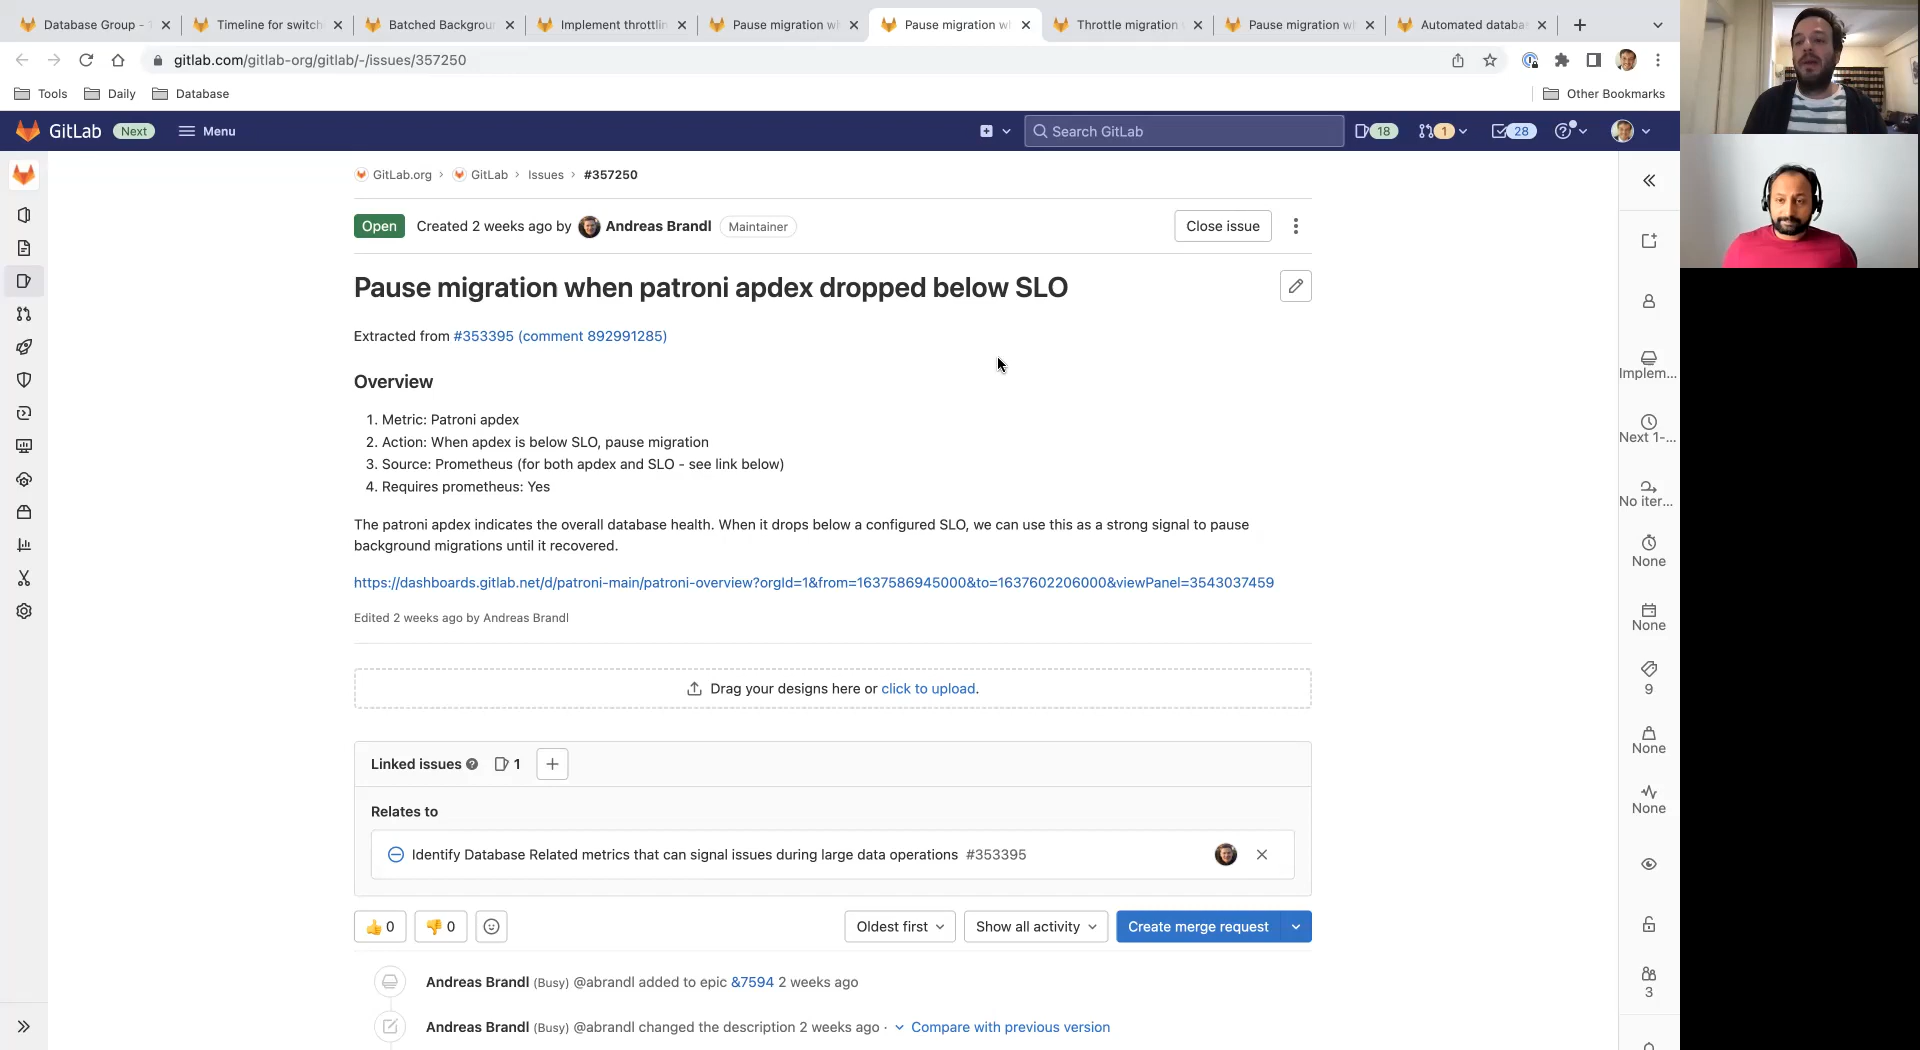 Database Group - T
Timeline for switch
Batched Backgroun
Implement throttlin
Pause migration wh
Pause migration wh
Throttle migration w
Pause migration wh
Automated databas
gitlab.com/gitlab-org/gitlab/-/issues/357250
Tools
Daily
Database
Other Bookmarks
GitLab
Next
Menu
Search GitLab
18
1
28
GitLab.org › GitLab › Issues › #357250
Open
Created 2 weeks ago by Andreas Brandl
Maintainer
Close issue
Pause migration when patroni apdex dropped below SLO
Extracted from #353395 (comment 892991285)
Overview
1. Metric: Patroni apdex
2. Action: When apdex is below SLO, pause migration
3. Source: Prometheus (for both apdex and SLO - see link below)
4. Requires prometheus: Yes
The patroni apdex indicates the overall database health. When it drops below a configured SLO, we can use this as a strong signal to pause
background migrations until it recovered.
https://dashboards.gitlab.net/d/patroni-main/patroni-overview?orgId=1&from=1637586945000&to=1637602206000&viewPanel=3543037459
Edited 2 weeks ago by Andreas Brandl
Drag your designs here or click to upload.
Linked issues
1
Relates to
Identify Database Related metrics that can signal issues during large data operations #353395
0
0
Oldest first
Show all activity
Create merge request
Andreas Brandl (Busy) @abrandl added to epic &7594 2 weeks ago
Andreas Brandl (Busy) @abrandl changed the description 2 weeks ago · Compare with previous version
Implem...
Next 1-...
No iter...
None
None
9
None
None
3